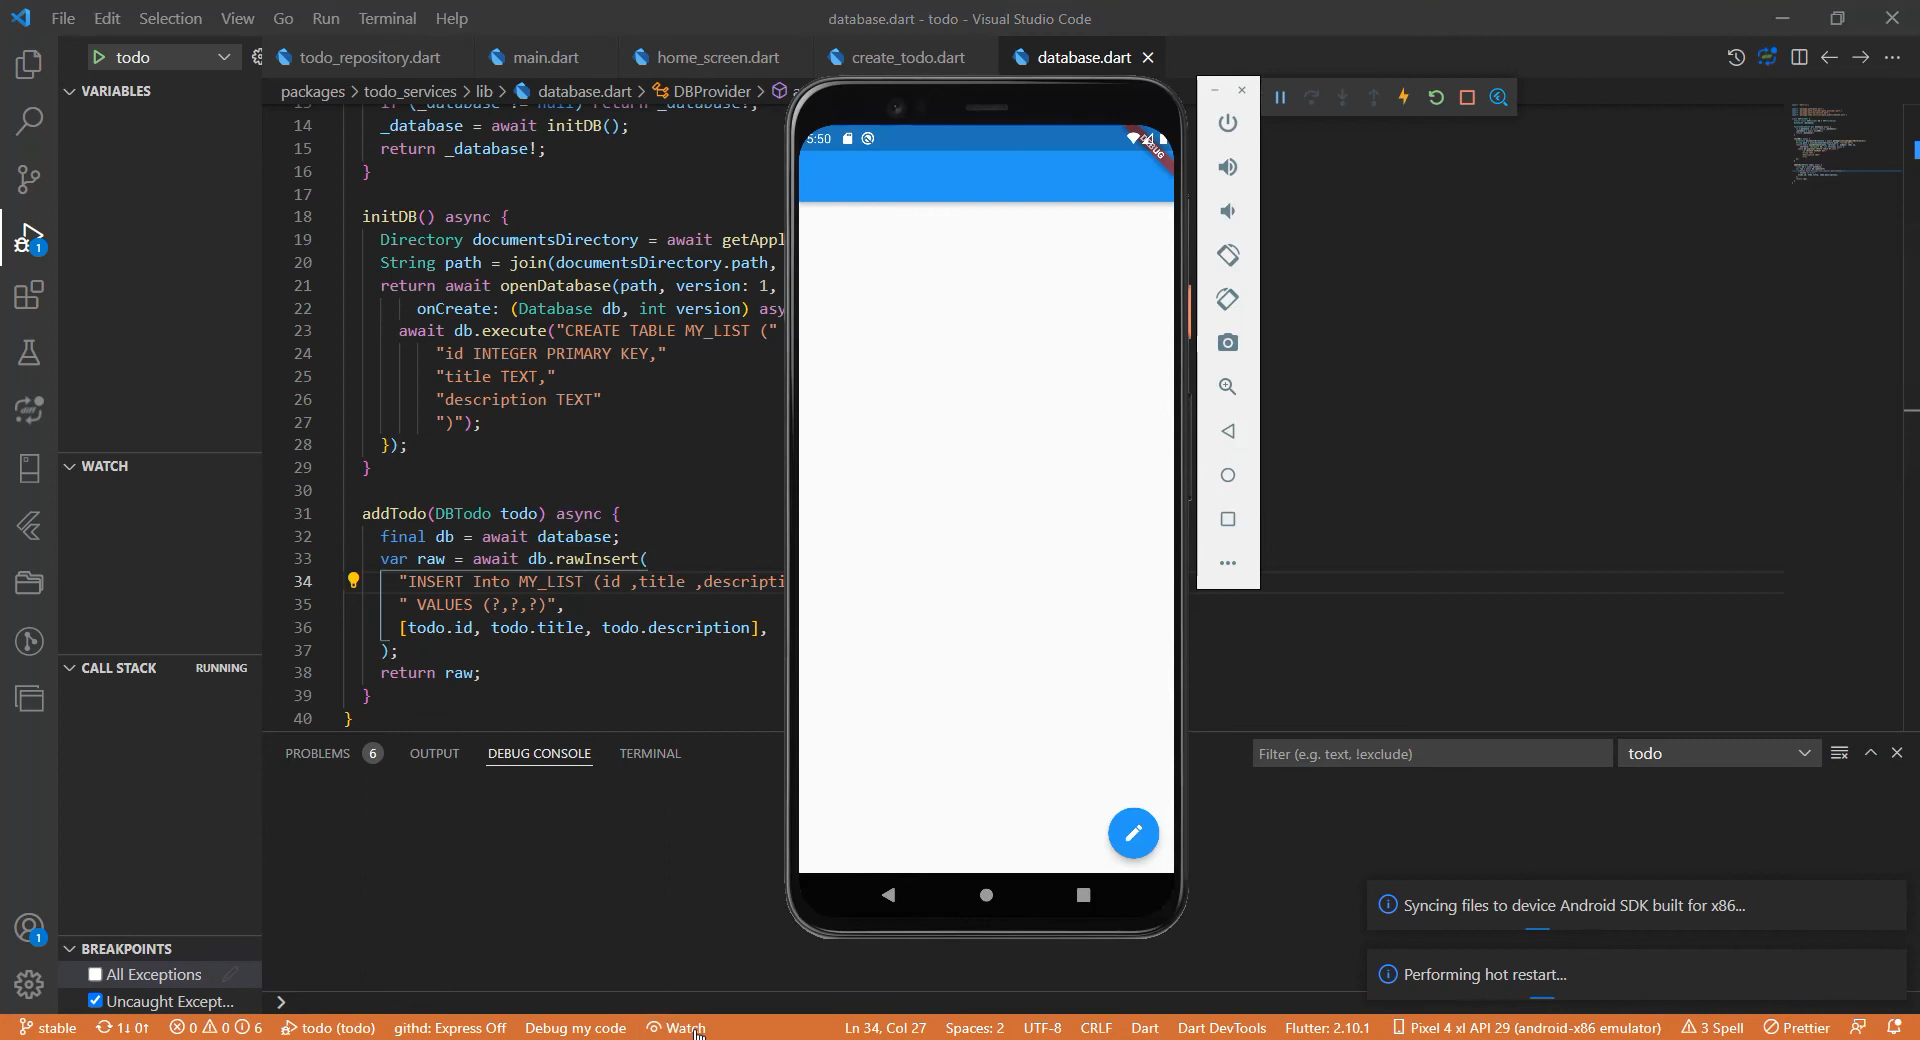 File Edit Selection View Go Run Terminal Help
database.dart - todo - Visual Studio Code
todo
todo_repository.dart
main.dart
home_screen.dart
create_todo.dart
database.dart
packages > todo_services > lib > database.dart > DBProvider >
VARIABLES
WATCH
CALL STACK
RUNNING
BREAKPOINTS
All Exceptions
Uncaught Except...
14 _database = await initDB();
15 return _database!;
16 }
17
18 initDB() async {
19 Directory documentsDirectory = await getAppl
20 String path = join(documentsDirectory.path,
21 return await openDatabase(path, version: 1,
22 onCreate: (Database db, int version) asy
23 await db.execute("CREATE TABLE MY_LIST ("
24 "id INTEGER PRIMARY KEY,"
25 "title TEXT,"
26 "description TEXT"
27 ")");
28 });
29 }
30
31 addTodo(DBTodo todo) async {
32 final db = await database;
33 var raw = await db.rawInsert(
34 "INSERT Into MY_LIST (id ,title ,descripti
35 " VALUES (?,?,?)",
36 [todo.id, todo.title, todo.description],
37 );
38 return raw;
39 }
40 }
5:50
DEBUG
PROBLEMS 6 OUTPUT DEBUG CONSOLE TERMINAL
Filter (e.g. text, !exclude)
todo
Syncing files to device Android SDK built for x86...
Performing hot restart...
1
1
stable 1↓ 0↑ 0 0 6 todo (todo) githd: Express Off Debug my code Watch
Ln 34, Col 27 Spaces: 2 UTF-8 CRLF Dart Dart DevTools Flutter: 2.10.1 Pixel 4 xl API 29 (android-x86 emulator) 3 Spell Prettier